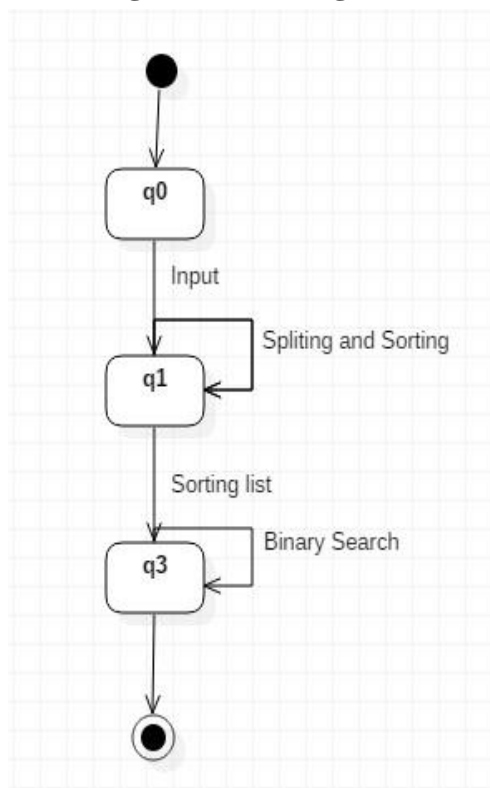 q0
Input
Spliting and Sorting
q1
Sorting list
Binary Search
q3